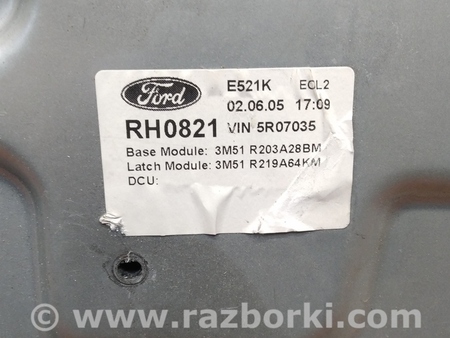 Ford
E521K ECL2
02.06.05 17:09
RH0821 VIN 5R07035
Base Module: 3M51 R203A28BM
Latch Module: 3M51 R219A64KM
DCU:
www.razborki.com